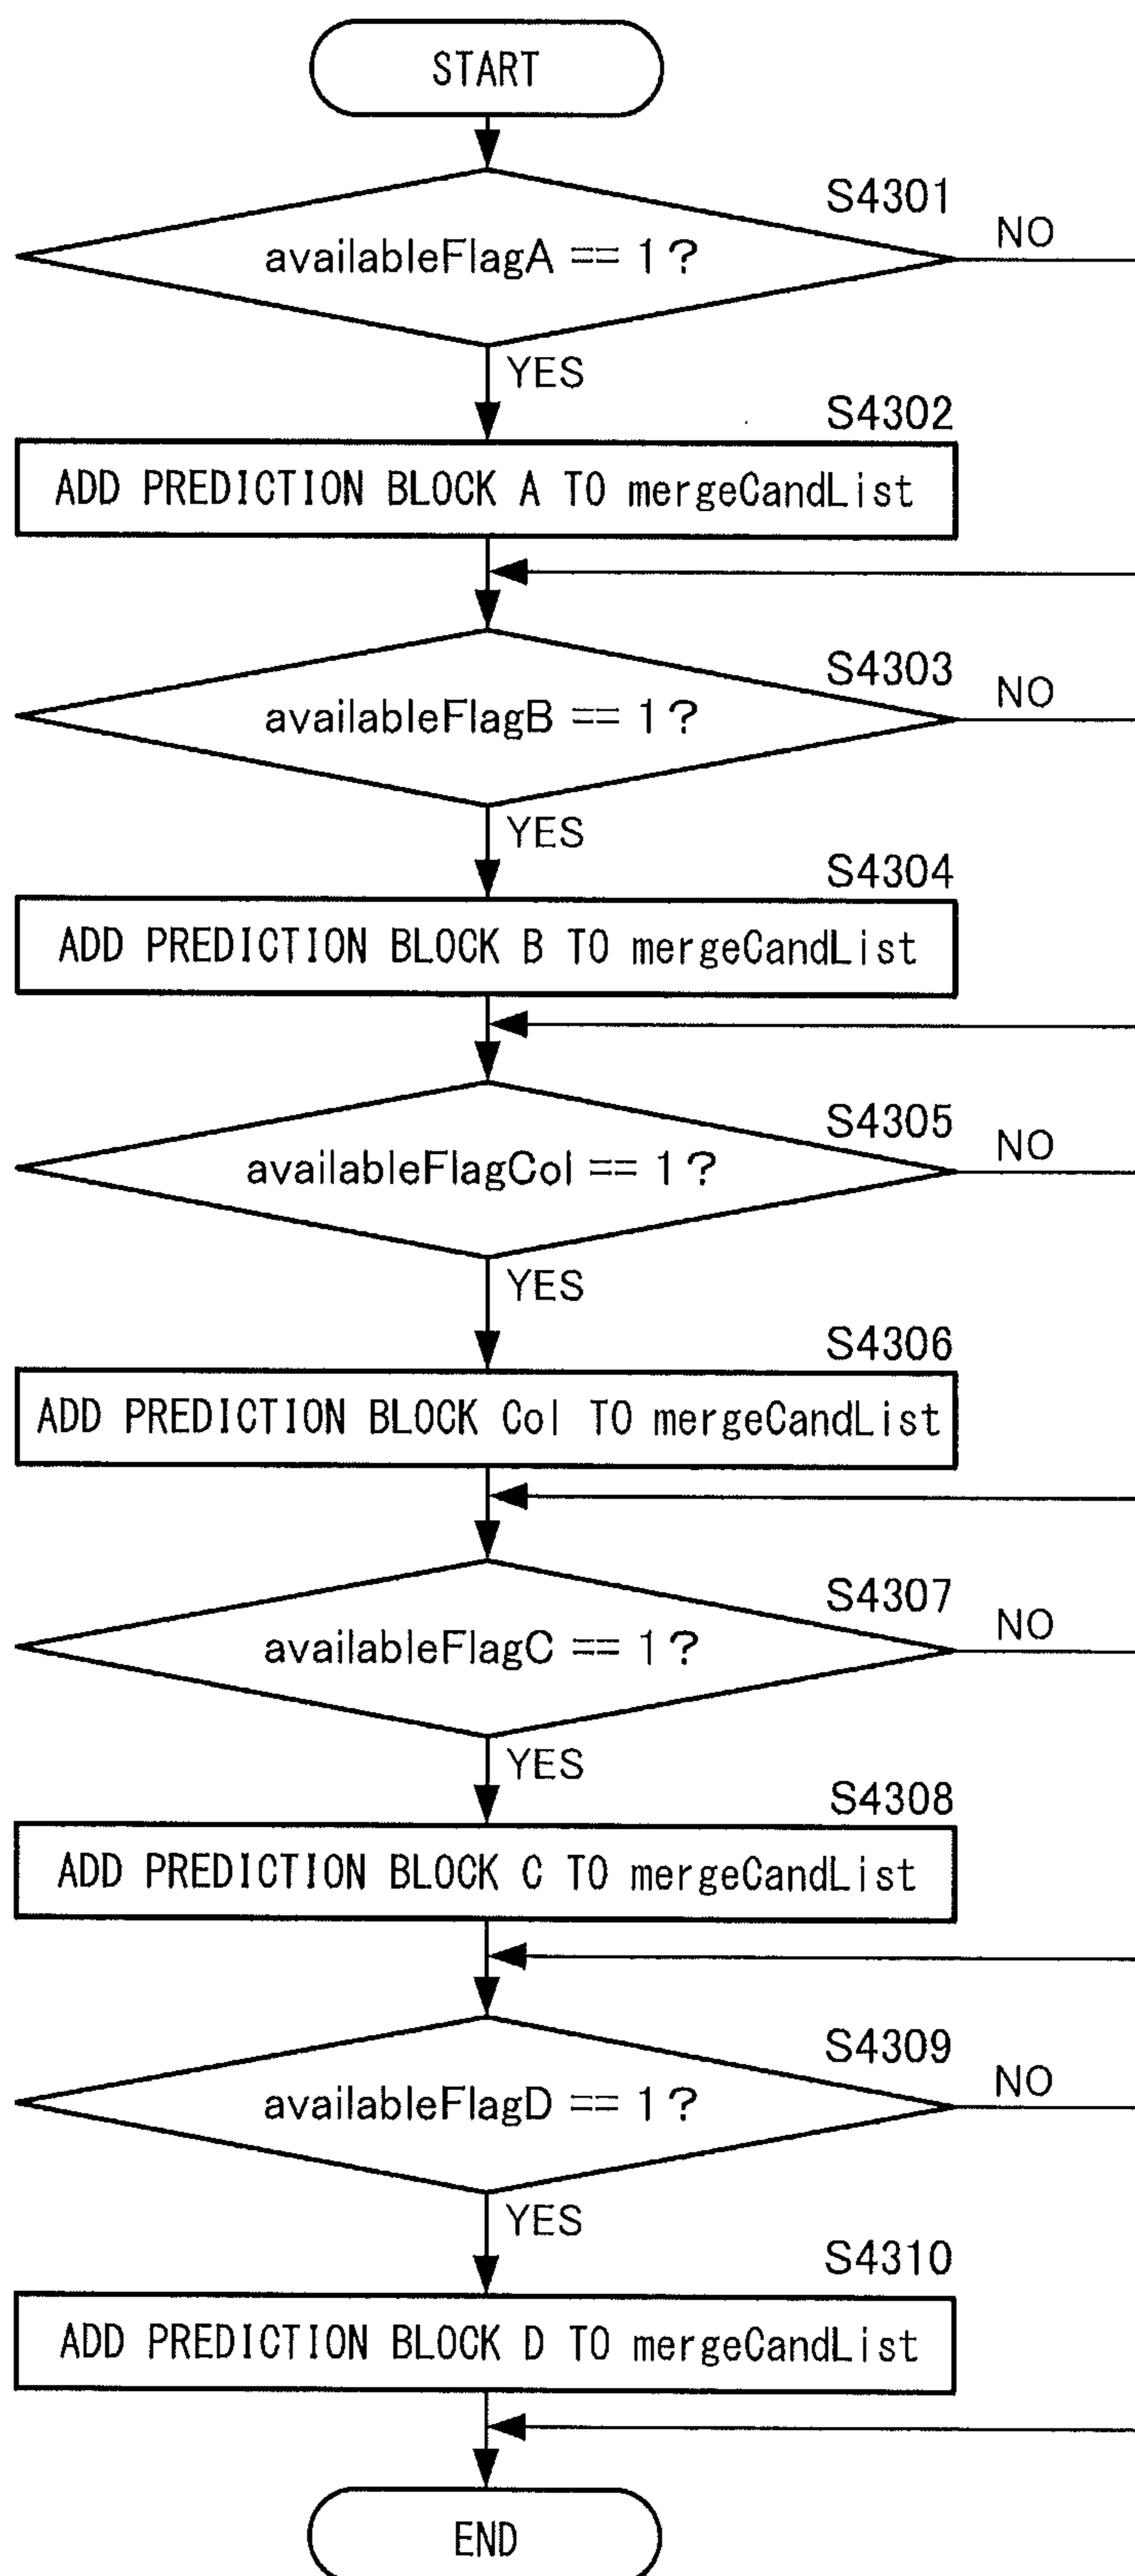 START
S4301
availableFlagA == 1?
NO
YES
S4302
ADD PREDICTION BLOCK A TO mergeCandList
S4303
availableFlagB == 1?
NO
YES
S4304
ADD PREDICTION BLOCK B TO mergeCandList
S4305
availableFlagCol == 1?
NO
YES
S4306
ADD PREDICTION BLOCK Col TO mergeCandList
S4307
availableFlagC == 1?
NO
YES
S4308
ADD PREDICTION BLOCK C TO mergeCandList
S4309
availableFlagD == 1?
NO
YES
S4310
ADD PREDICTION BLOCK D TO mergeCandList
END